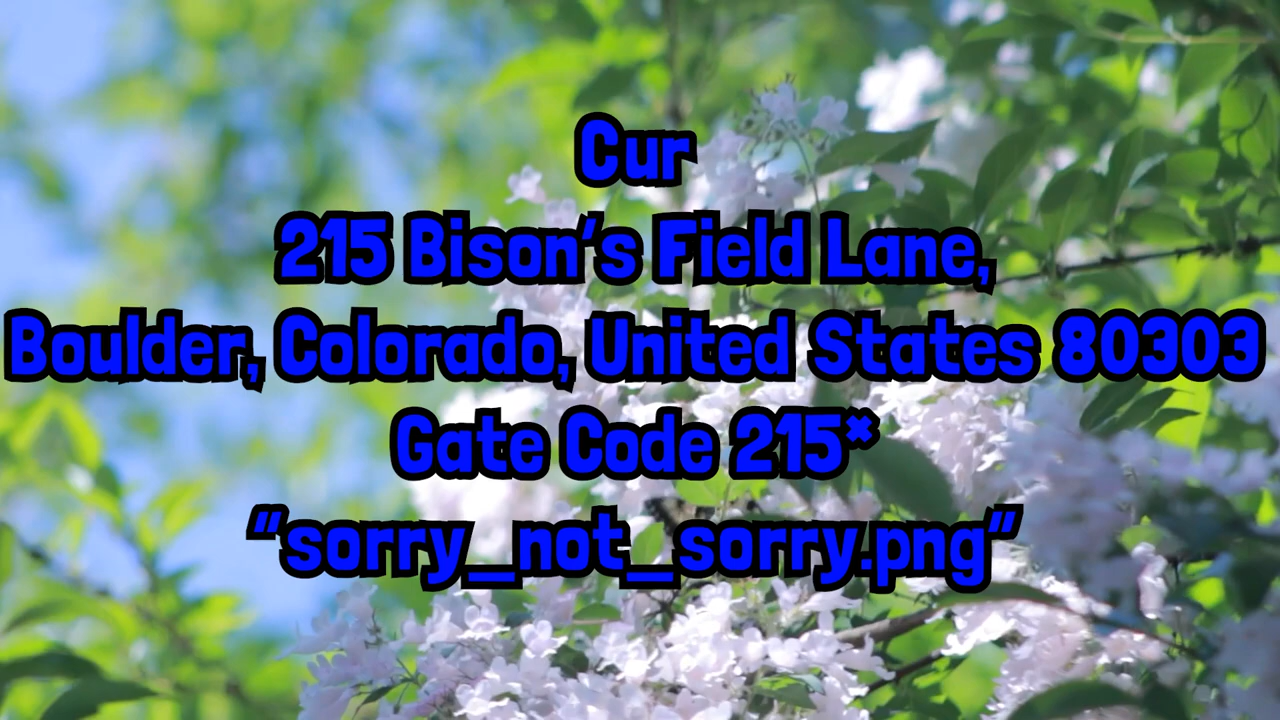 Cur
215 Bison's Field Lane,
Boulder, Colorado, United States 80303
Gate Code 215*
"sorry_not_sorry.png"